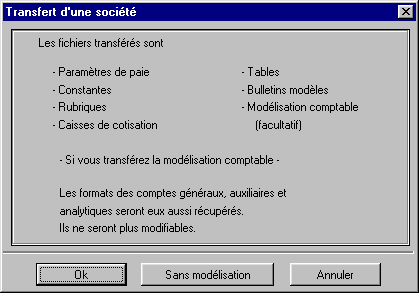 Transfert d'une société
Les fichiers transférés sont
- Paramètres de paie
- Constantes
- Rubriques
- Caisses de cotisation
- Tables
- Bulletins modèles
- Modélisation comptable
(facultatif)
- Si vous transférez la modélisation comptable -
Les formats des comptes généraux, auxiliaires et
analytiques seront eux aussi récupérés.
Ils ne seront plus modifiables.
Ok
Sans modélisation
Annuler